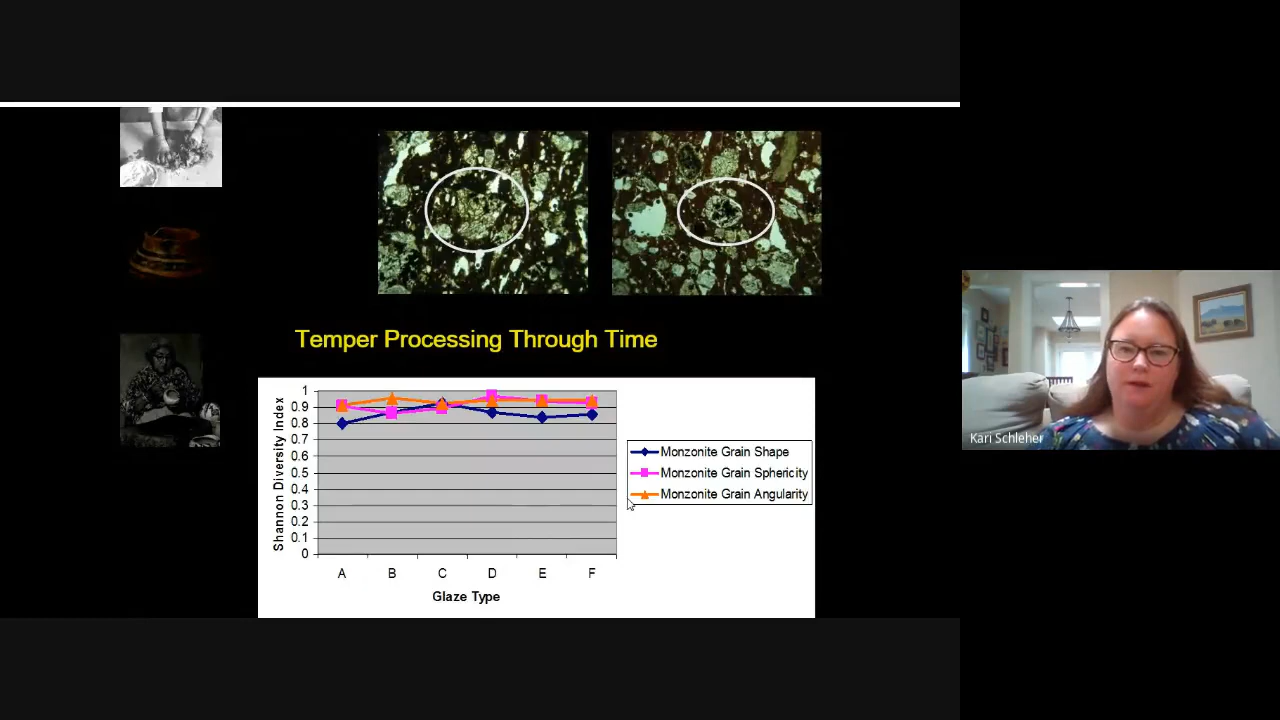 Temper Processing Through Time
Shannon Diversity Index
1
0.9
0.8
0.7
0.6
0.5
0.4
0.3
0.2
0.1
0
A B C D E F
Glaze Type
Monzonite Grain Shape
Monzonite Grain Sphericity
Monzonite Grain Angularity
Kari Schleher